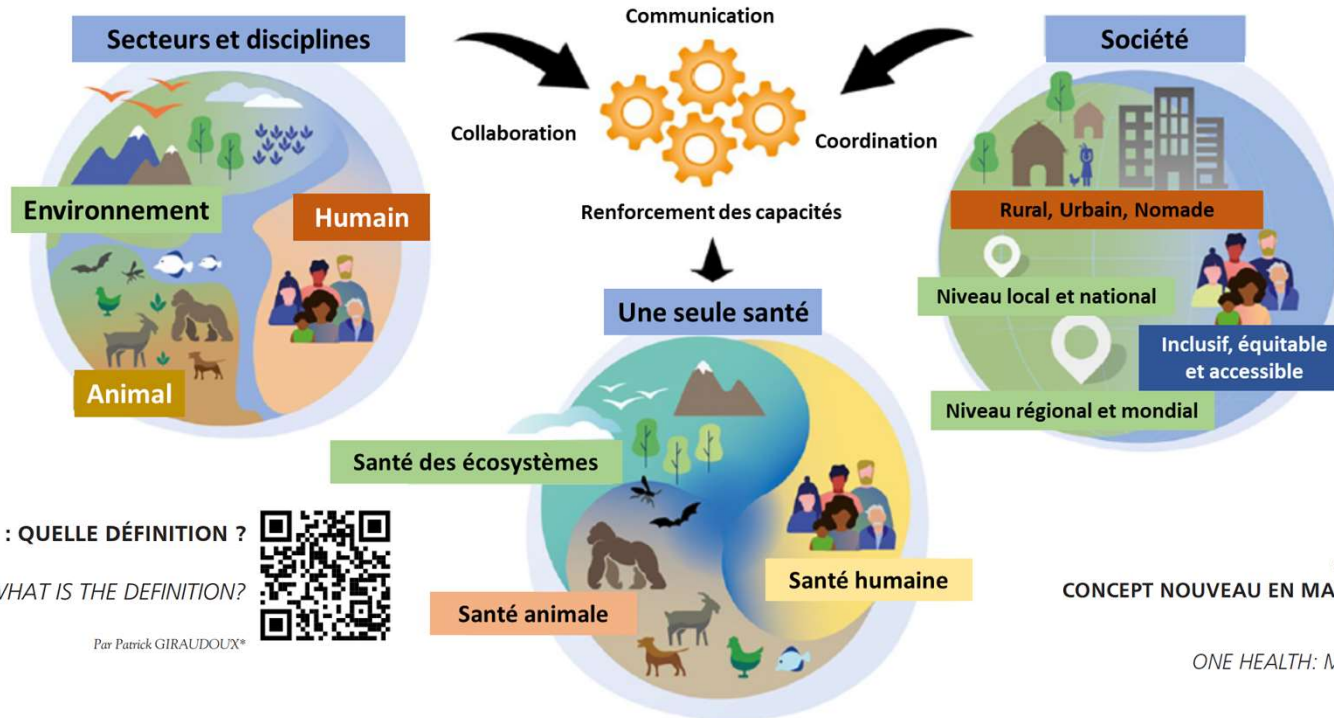 Communication
Secteurs et disciplines
Société
Collaboration
Coordination
Environnement
Humain
Renforcement des capacités
Rural, Urbain, Nomade
Niveau local et national
Une seule santé
Inclusif, équitable
et accessible
Animal
Niveau régional et mondial
Santé des écosystèmes
: QUELLE DÉFINITION ?
WHAT IS THE DEFINITION?
Par Patrick GIRAUDOUX*
Santé humaine
Santé animale
CONCEPT NOUVEAU EN MA
ONE HEALTH: M